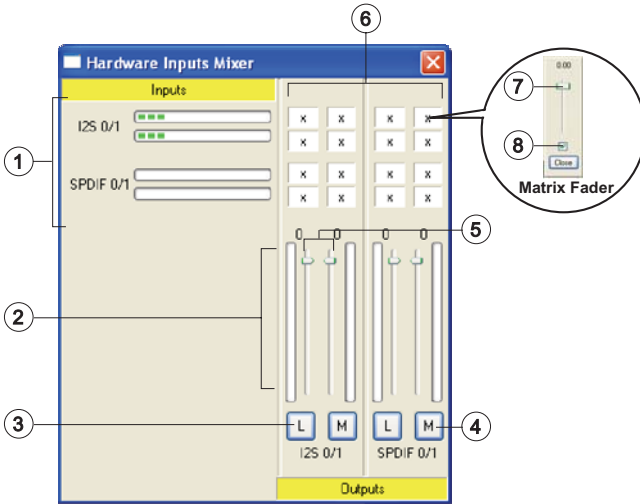 6
Hardware Inputs Mixer
Inputs
I2S 0/1
SPDIF 0/1
x x x x
x x x x
x x x x
x x x x
0 0 0 0
L M L M
I2S 0/1 SPDIF 0/1
Outputs
1
2
3
4
5
0.00
7
8
Close
Matrix Fader